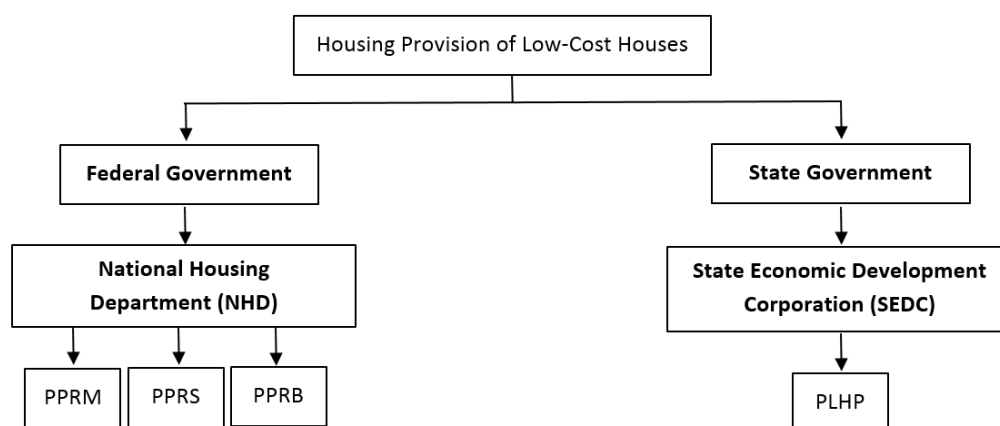 Housing Provision of Low-Cost Houses
Federal Government
State Government
National Housing
Department (NHD)
State Economic Development
Corporation (SEDC)
PPRM
PPRS
PPRB
PLHP